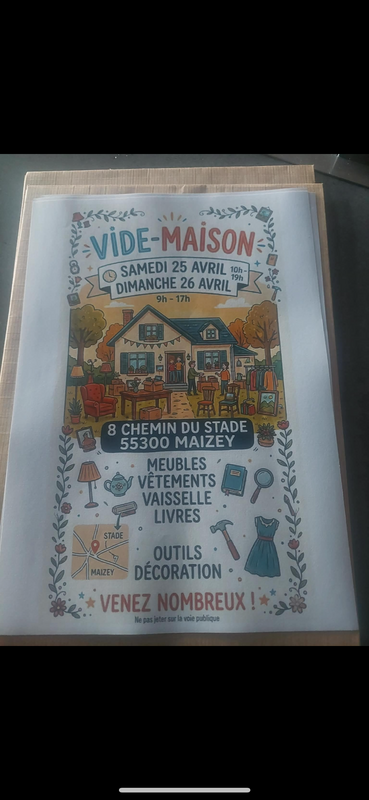 VIDE-MAISON
SAMEDI 25 AVRIL 10h-19h
DIMANCHE 26 AVRIL
9h - 17h
8 CHEMIN DU STADE
55300 MAIZEY
MEUBLES
VÊTEMENTS
VAISSELLE
LIVRES
STADE
MAIZEY
OUTILS
DÉCORATION
VENEZ NOMBREUX !
Ne pas jeter sur la voie publique